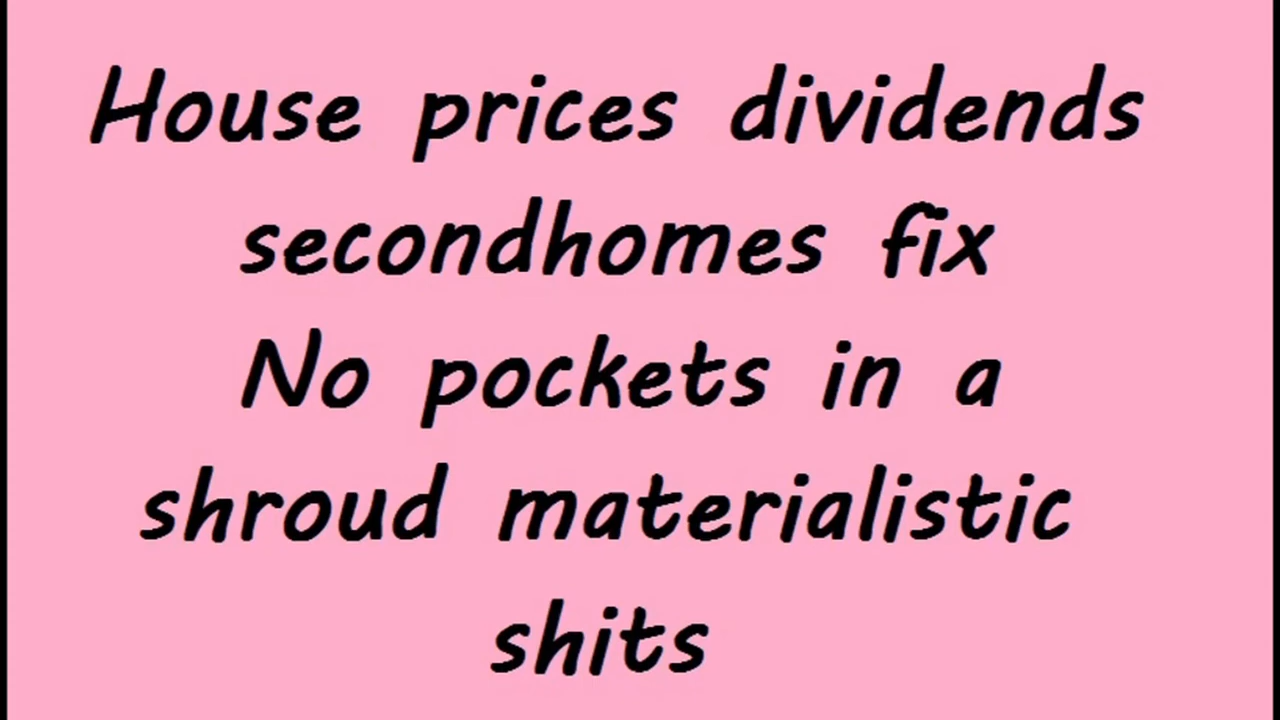 House prices dividends
secondhomes fix
No pockets in a
shroud materialistic
shits